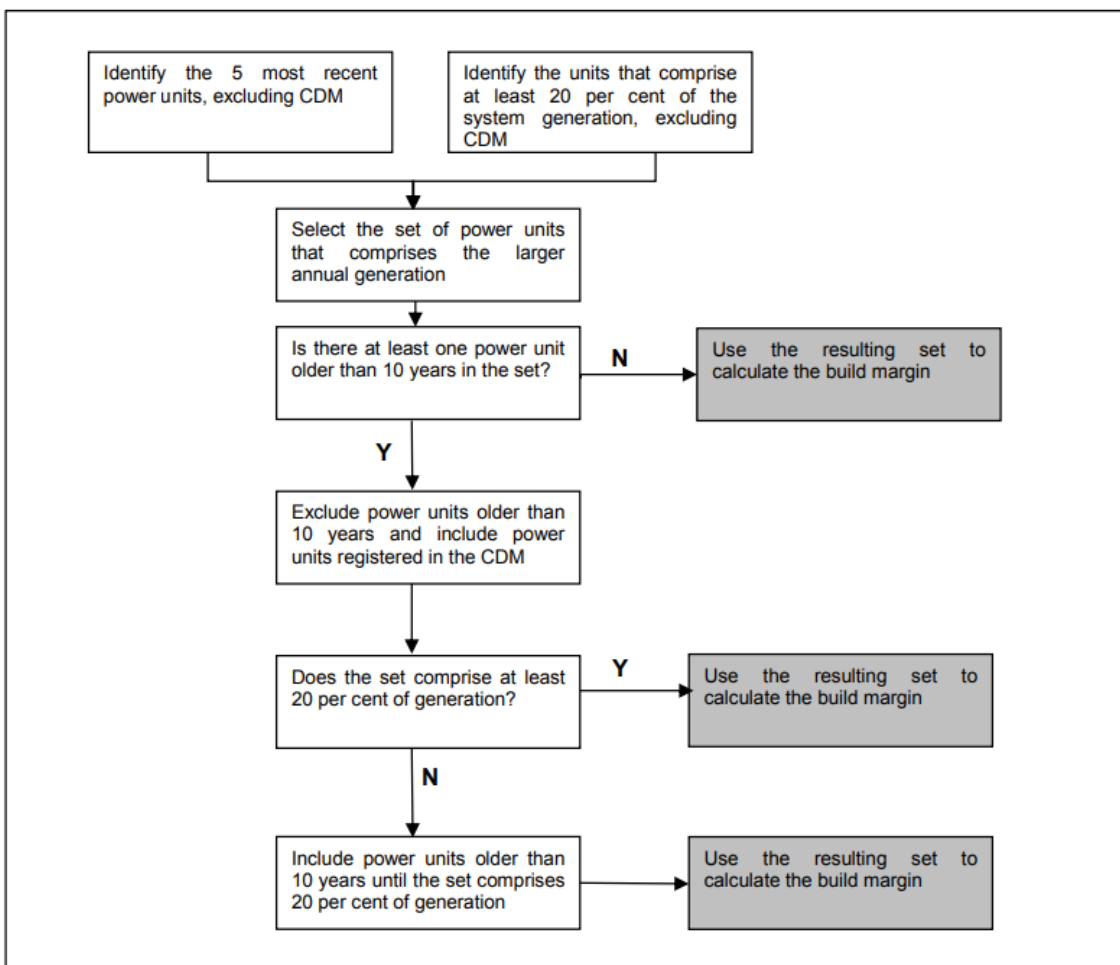 Identify the 5 most recent
power units, excluding CDM
Identify the units that comprise
at least 20 per cent of the
system generation, excluding
CDM
Select the set of power units
that comprises the larger
annual generation
Is there at least one power unit
older than 10 years in the set?
N
Use the resulting set to
calculate the build margin
Y
Exclude power units older than
10 years and include power
units registered in the CDM
Does the set comprise at least
20 per cent of generation?
Y
Use the resulting set to
calculate the build margin
N
Include power units older than
10 years until the set comprises
20 per cent of generation
Use the resulting set to
calculate the build margin